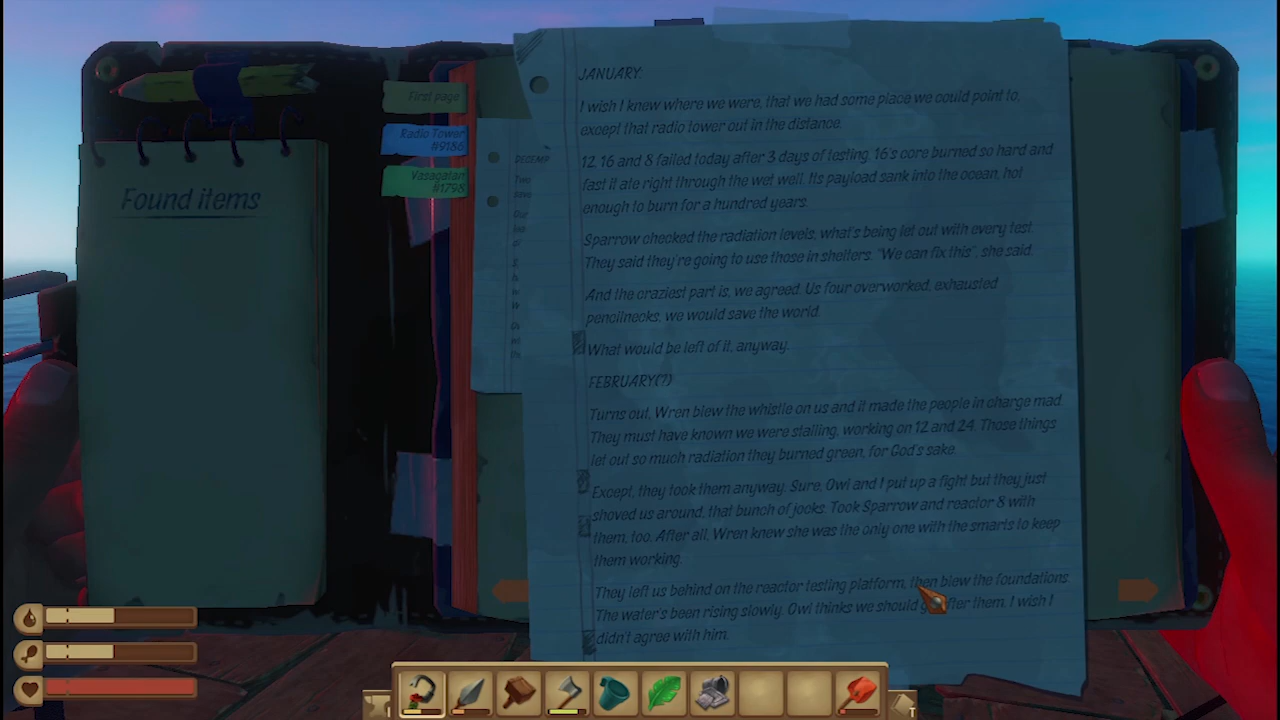 Found items
First page
Radio Tower
#9186
Vasagatan
#1798
DECEMB
Two
JANUARY:
I wish I knew where we were, that we had some place we could point to,
except that radio tower out in the distance.
12, 16 and 8 failed today after 3 days of testing. 16's core burned so hard and
fast it ate right through the wet well. Its payload sank into the ocean, hot
enough to burn for a hundred years.
Sparrow checked the radiation levels, what's being let out with every test.
They said they're going to use those in shelters. "We can fix this", she said.
And the craziest part is, we agreed. Us four overworked, exhausted
pencilnecks, we would save the world.
What would be left of it, anyway.
FEBRUARY(?)
Turns out, Wren blew the whistle on us and it made the people in charge mad.
They must have known we were stalling, working on 12 and 24. Those things
let out so much radiation they burned green, for God's sake.
Except, they took them anyway. Sure, Owl and I put up a fight but they just
shoved us around, that bunch of jocks. Took Sparrow and reactor 8 with
them, too. After all, Wren knew she was the only one with the smarts to keep
them working.
They left us behind on the reactor testing platform, then blew the foundations.
The water's been rising slowly. Owl thinks we should after them. I wish I
didn't agree with him.